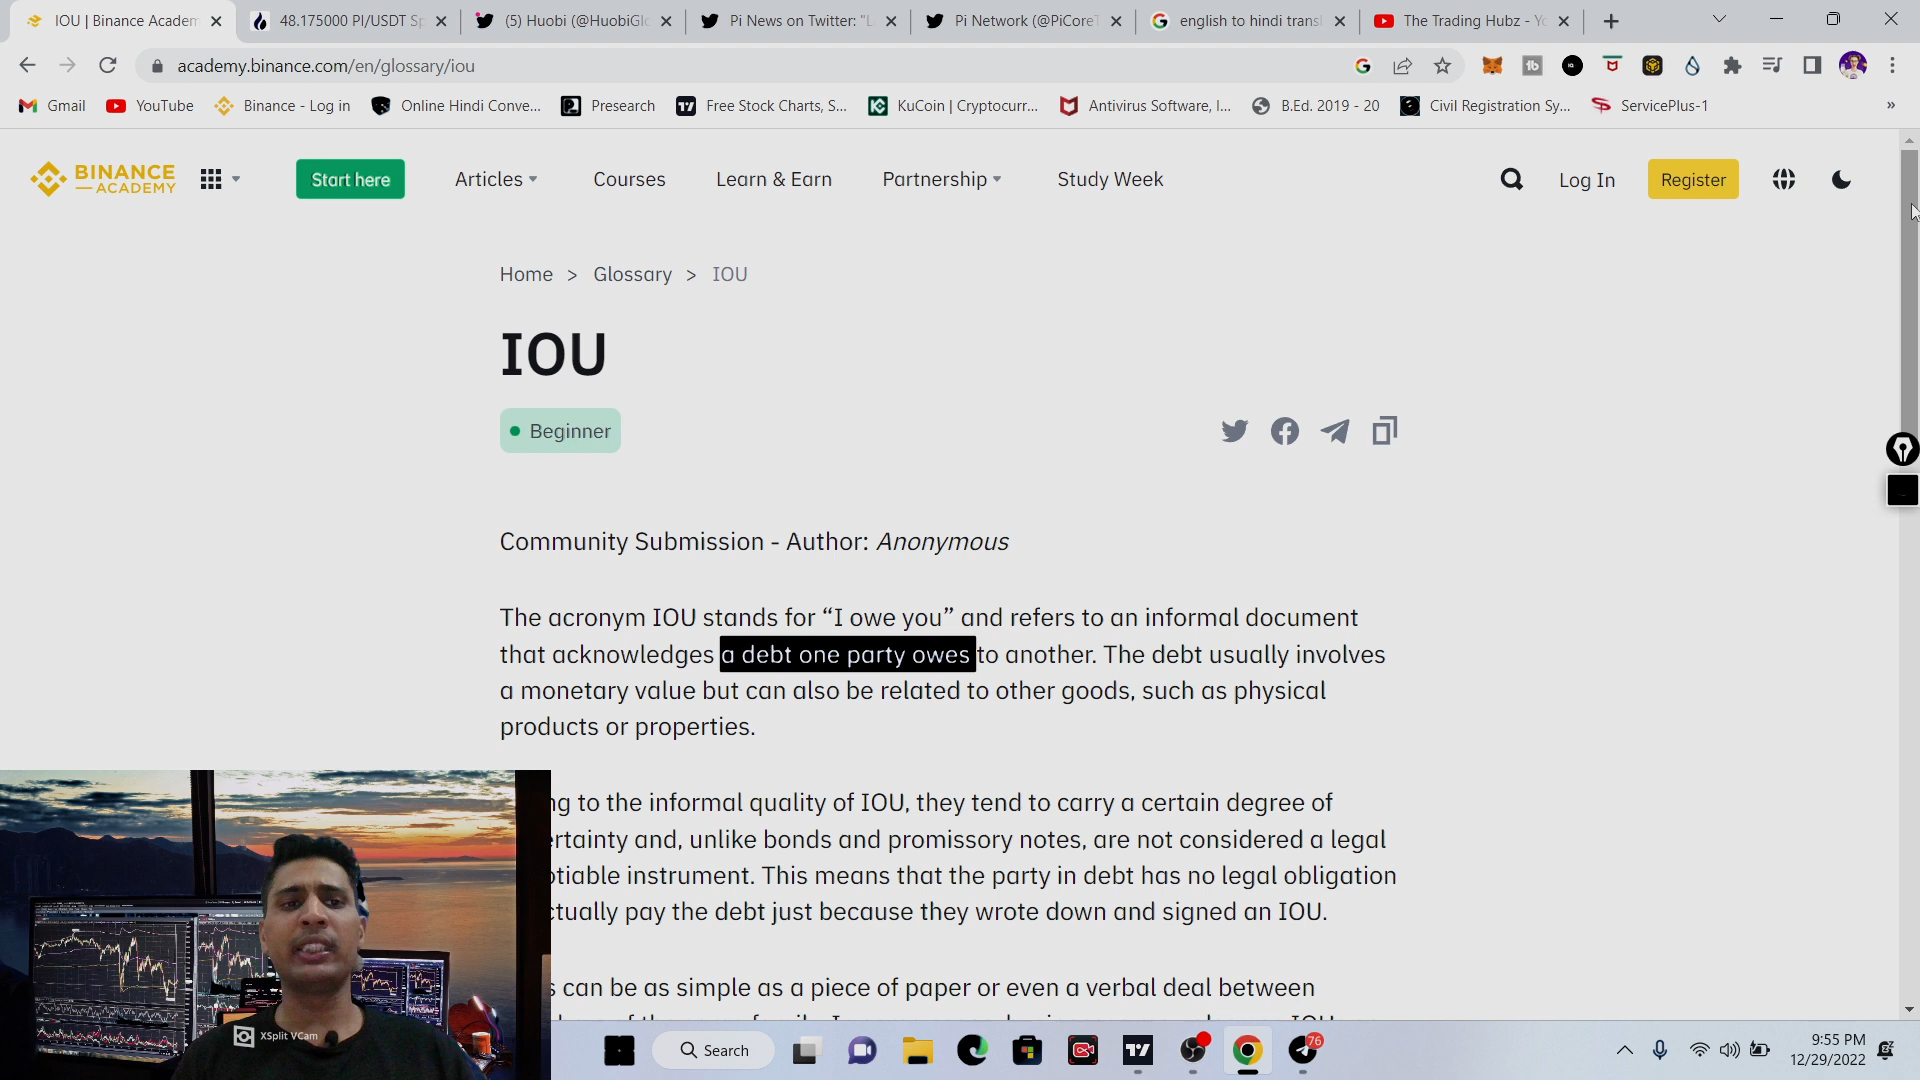 IOU | Binance Academ
48.175000 PI/USDT Sp
(5) Huobi (@HuobiGlo
Pi News on Twitter: "L
Pi Network (@PiCoreT
english to hindi transl
The Trading Hubz - Yo
academy.binance.com/en/glossary/iou
Gmail
YouTube
Binance - Log in
Online Hindi Conve...
Presearch
Free Stock Charts, S...
KuCoin | Cryptocurr...
Antivirus Software, I...
B.Ed. 2019 - 20
Civil Registration Sy...
ServicePlus-1
»
BINANCE
ACADEMY
Start here
Articles
Courses
Learn & Earn
Partnership
Study Week
Log In
Register
Home > Glossary > IOU
IOU
Beginner
Community Submission - Author: Anonymous
The acronym IOU stands for “I owe you” and refers to an informal document
that acknowledges a debt one party owes to another. The debt usually involves
a monetary value but can also be related to other goods, such as physical
products or properties.
ng to the informal quality of IOU, they tend to carry a certain degree of
ertainty and, unlike bonds and promissory notes, are not considered a legal
otiable instrument. This means that the party in debt has no legal obligation
ctually pay the debt just because they wrote down and signed an IOU.
s can be as simple as a piece of paper or even a verbal deal between
XSplit VCam
Search
76
9:55 PM
12/29/2022